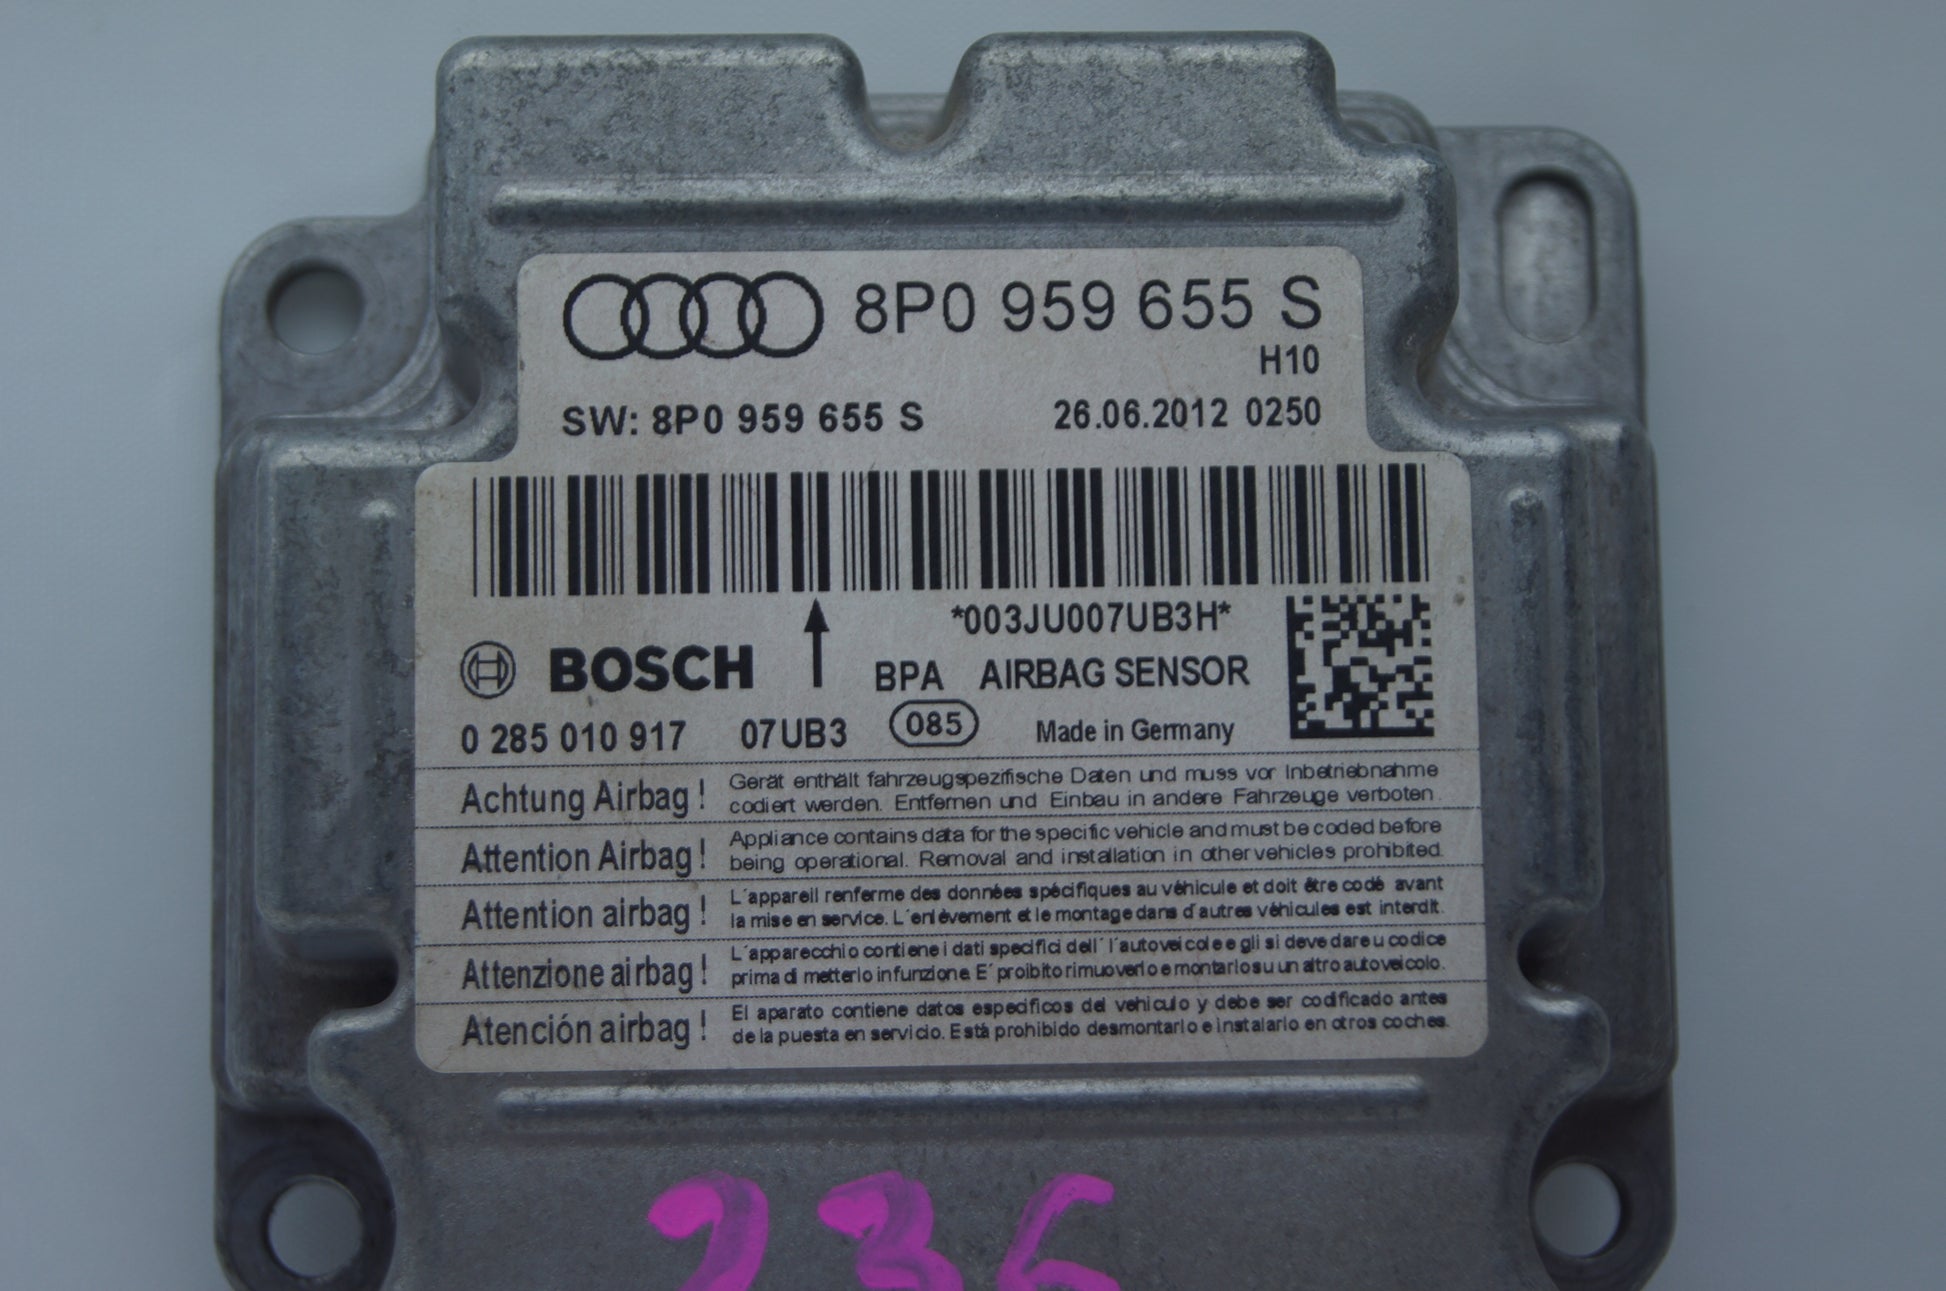 8P0 959 655 S
H10
SW: 8P0 959 655 S 26.06.2012 0250
*003JU007UB3H*
BOSCH BPA AIRBAG SENSOR
0 285 010 917 07UB3 085 Made in Germany
Achtung Airbag ! Gerät enthält fahrzeugspezifische Daten und muss vor Inbetriebnahme
codiert werden. Entfernen und Einbau in andere Fahrzeuge verboten.
Attention Airbag ! Appliance contains data for the specific vehicle and must be coded before
being operational. Removal and installation in other vehicles prohibited.
Attention airbag ! L´appareil renferme des données spécifiques au véhicule et doit être codé avant
la mise en service. L´enlèvement et le montage dans d´autres véhicules est interdit.
Attenzione airbag ! L´apparecchio contiene i dati specifici dell´ l´autoveicolo e egli si deve dare u codice
prima di metterlo in funzione. E´ proibito rimuoverlo e montarlo su un altro autoveicolo.
Atención airbag ! El aparato contiene datos especificos del vehiculo y debe ser codificado antes
de la puesta en servicio. Está prohibido desmontarlo e instalarlo en otros coches.
236